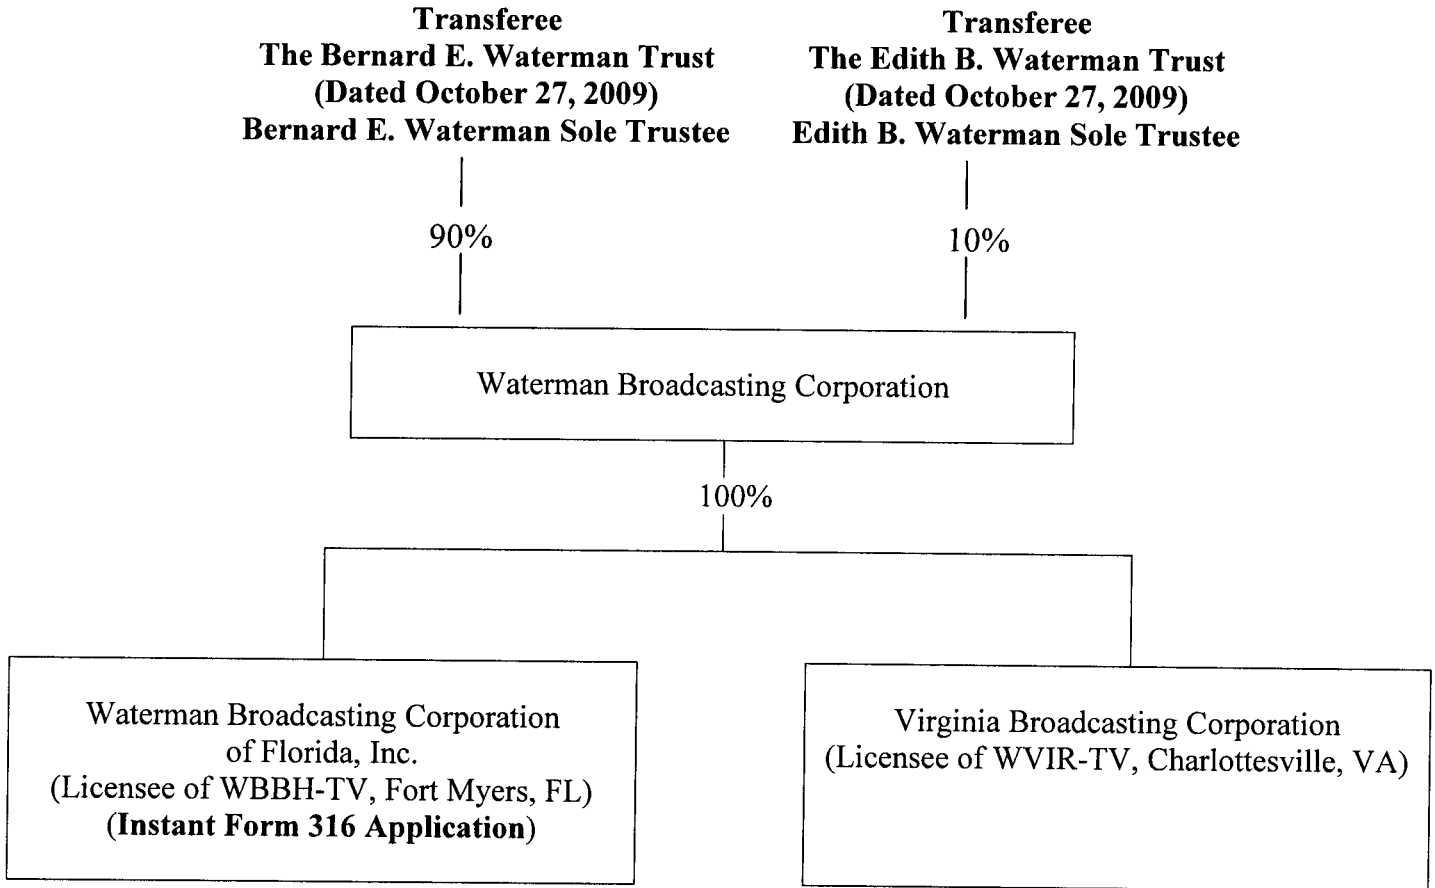 Transferee
The Bernard E. Waterman Trust
(Dated October 27, 2009)
Bernard E. Waterman Sole Trustee
90%
Transferee
The Edith B. Waterman Trust
(Dated October 27, 2009)
Edith B. Waterman Sole Trustee
10%
Waterman Broadcasting Corporation
100%
Waterman Broadcasting Corporation
of Florida, Inc.
(Licensee of WBBH-TV, Fort Myers, FL)
(Instant Form 316 Application)
Virginia Broadcasting Corporation
(Licensee of WVIR-TV, Charlottesville, VA)